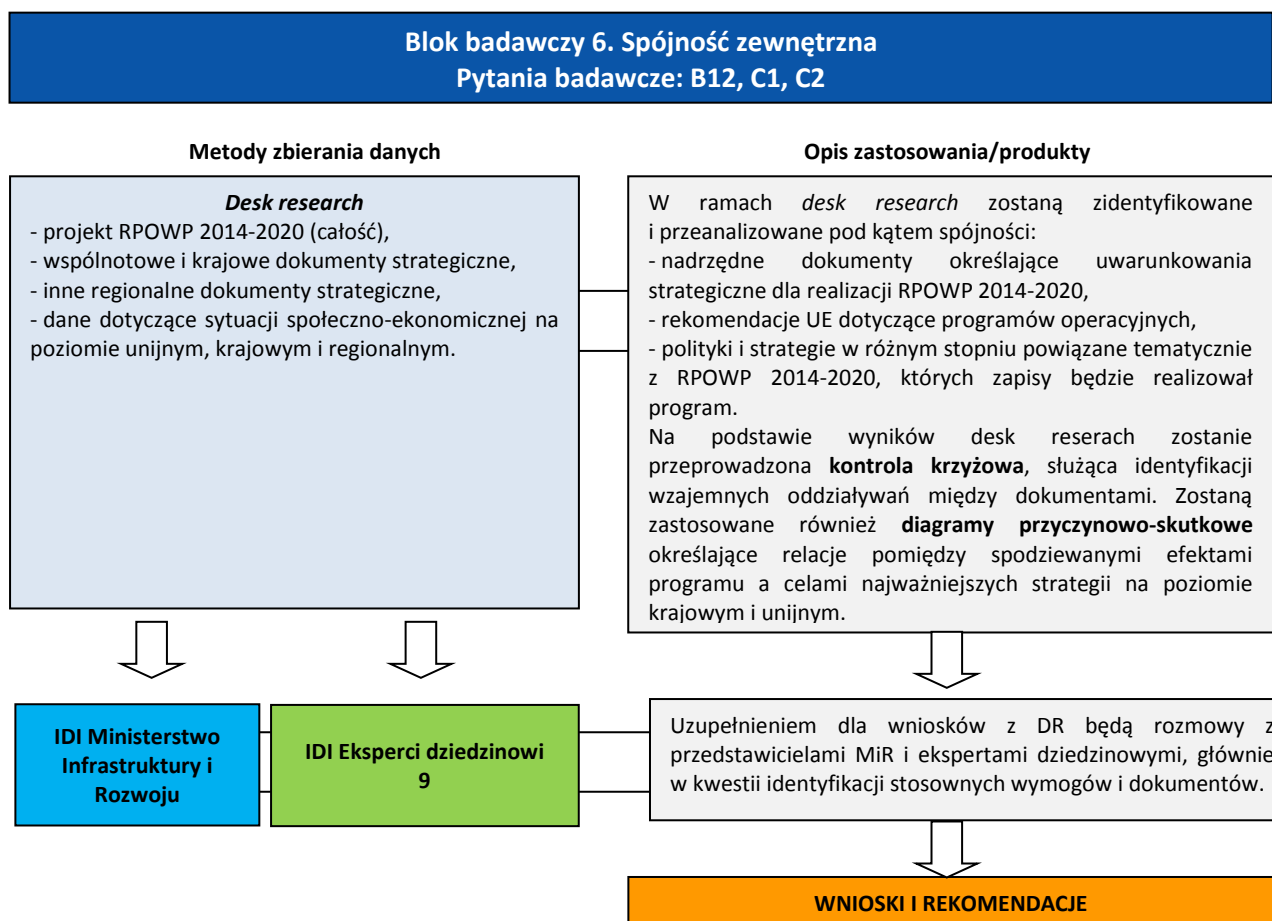 Blok badawczy 6. Spójność zewnętrzna
Pytania badawcze: B12, C1, C2
Metody zbierania danych
Desk research
- projekt RPOWP 2014-2020 (całość),
- wspólnotowe i krajowe dokumenty strategiczne,
- inne regionalne dokumenty strategiczne,
- dane dotyczące sytuacji społeczno-ekonomicznej na
poziomie unijnym, krajowym i regionalnym.
Opis zastosowania/produkty
W ramach desk research zostaną zidentyfikowane
i przeanalizowane pod kątem spójności:
- nadrzędne dokumenty określające uwarunkowania
strategiczne dla realizacji RPOWP 2014-2020,
- rekomendacje UE dotyczące programów operacyjnych,
- polityki i strategie w różnym stopniu powiązane tematycznie
z RPOWP 2014-2020, których zapisy będzie realizował
program.
Na podstawie wyników desk reserach zostanie
przeprowadzona kontrola krzyżowa, służąca identyfikacji
wzajemnych oddziaływań między dokumentami. Zostaną
zastosowane również diagramy przyczynowo-skutkowe
określające relacje pomiędzy spodziewanymi efektami
programu a celami najważniejszych strategii na poziomie
krajowym i unijnym.
IDI Ministerstwo
Infrastruktury i
Rozwoju
IDI Eksperci dziedzinowi
9
Uzupełnieniem dla wniosków z DR będą rozmowy z
przedstawicielami MiR i ekspertami dziedzinowymi, głównie
w kwestii identyfikacji stosownych wymogów i dokumentów.
WNIOSKI I REKOMENDACJE